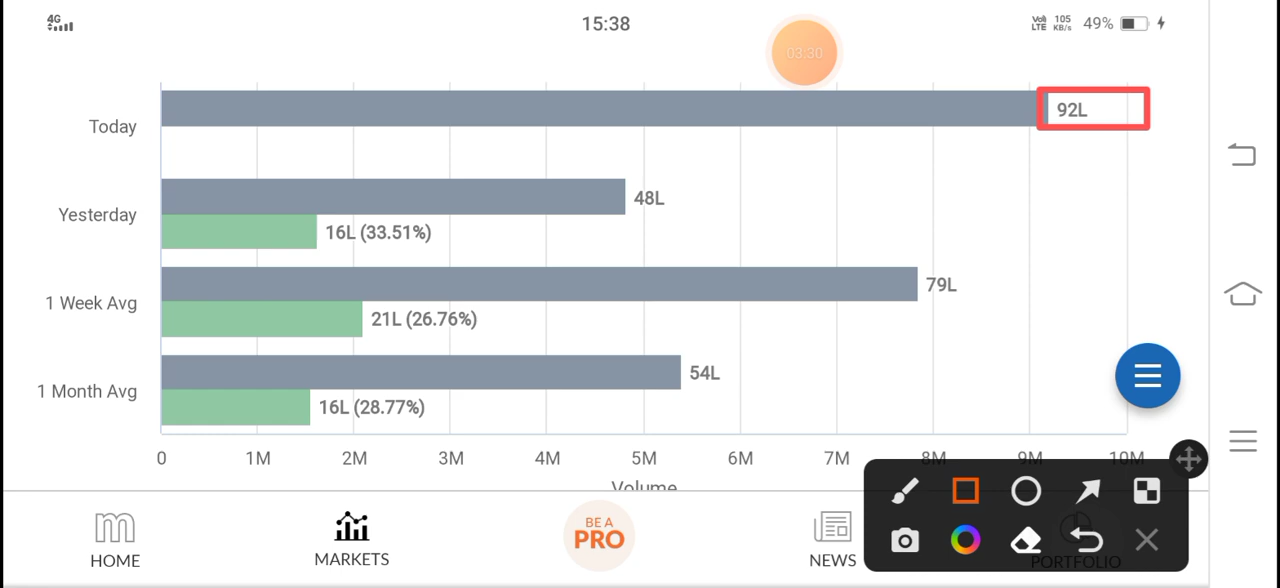 4G
15:38
03:30
Vo)) LTE 105 KB/s 49%
Today 92L
Yesterday 48L
16L (33.51%)
1 Week Avg 79L
21L (26.76%)
1 Month Avg 54L
16L (28.77%)
0 1M 2M 3M 4M 5M 6M 7M 8M 9M 10M
Volume
BE A
PRO
HOME MARKETS NEWS PORTFOLIO